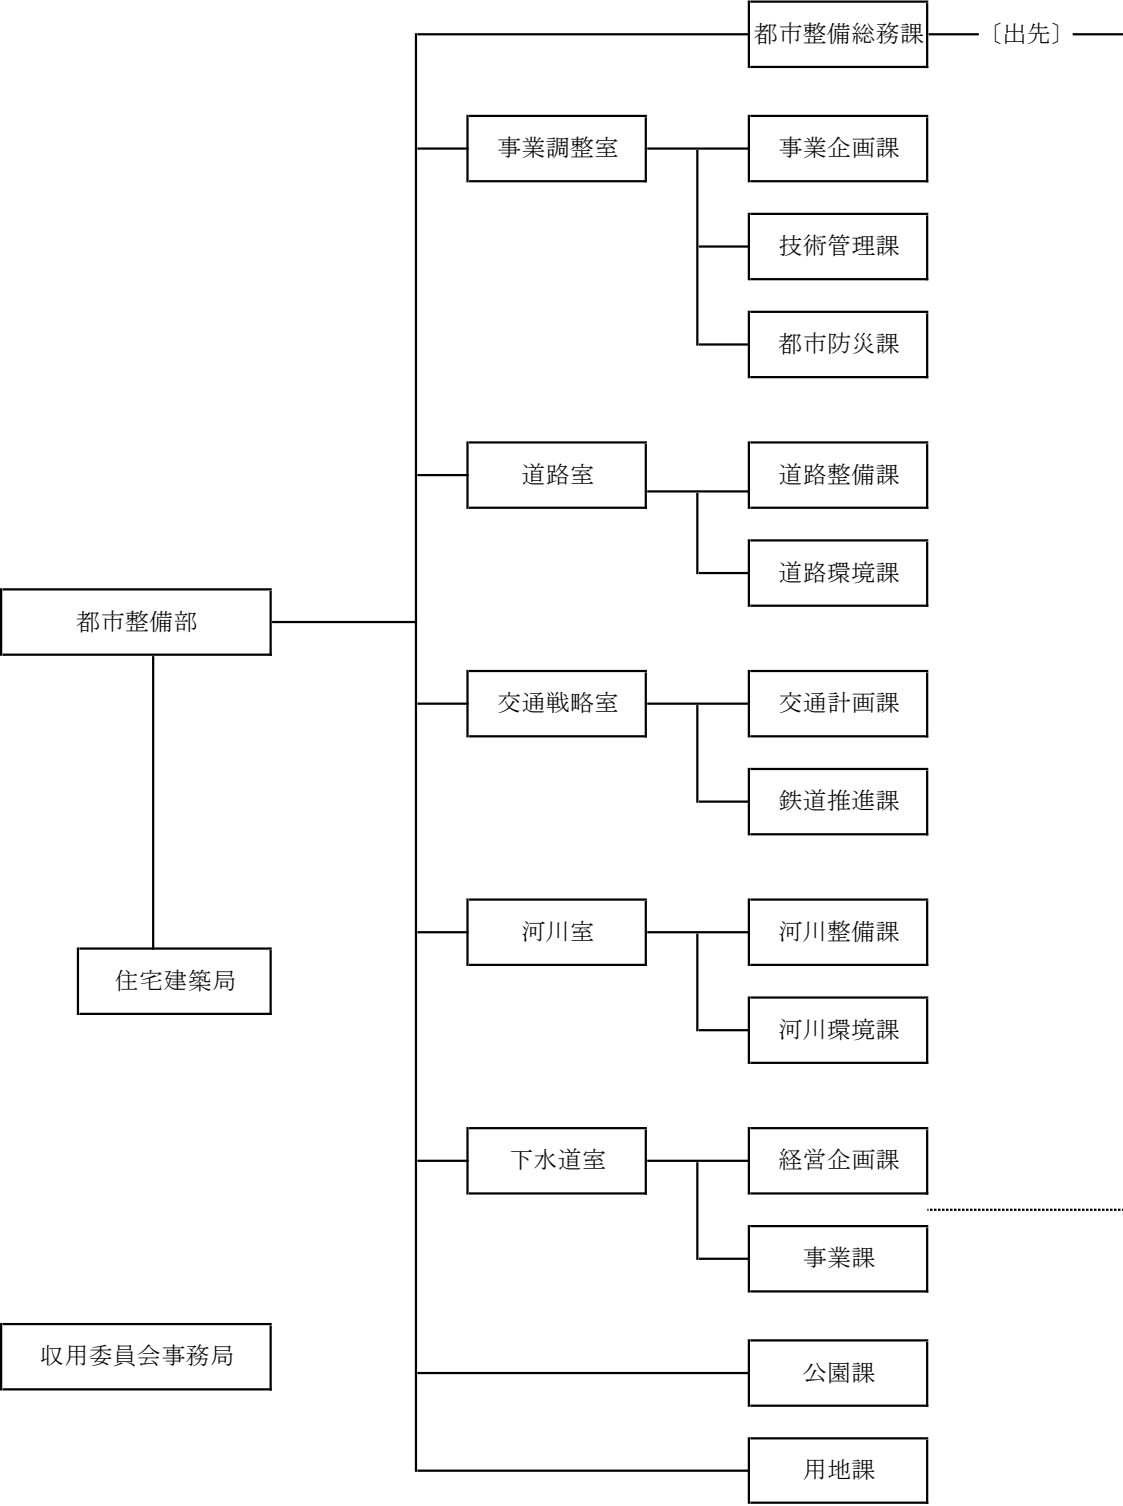 都市整備総務課
〔出先〕
事業調整室
事業企画課
技術管理課
都市防災課
道路室
道路整備課
道路環境課
都市整備部
交通戦略室
交通計画課
鉄道推進課
河川室
河川整備課
住宅建築局
河川環境課
下水道室
経営企画課
事業課
収用委員会事務局
公園課
用地課